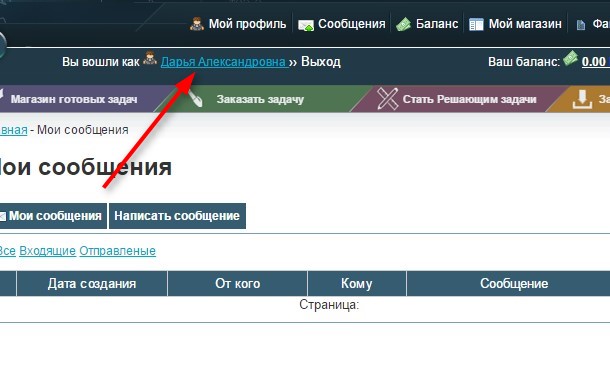 Мой профиль Сообщения Баланс Мой магазин Фа
Вы вошли как Дарья Александровна ›› Выход Ваш баланс: 0.00
Магазин готовых задач Заказать задачу Стать Решающим задачи За
авная - Мои сообщения
Мои сообщения
Мои сообщения Написать сообщение
Все Входящие Отправленые
Дата создания От кого Кому Сообщение
Страница: